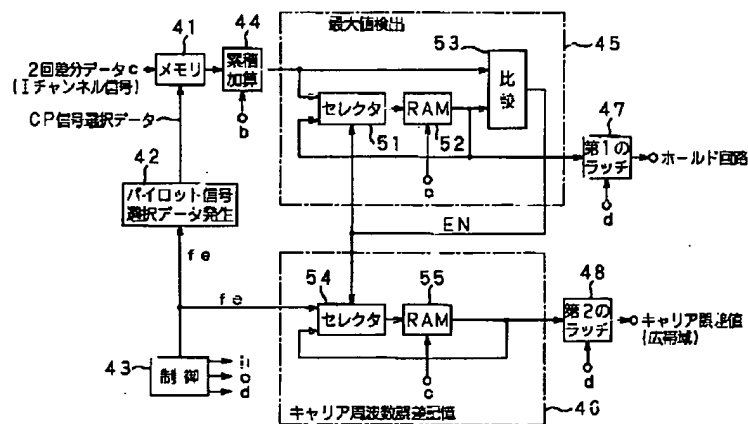 最大値検出
41
44
53
45
2回差分データc
(Iチャンネル信号)
メモリ
累積
加算
比
較
セレクタ
RAM
51
52
47
CP信号選択データ
b
第1の
ラッチ
ホールド回路
42
パイロット信号
選択データ発生
d
EN
fe
fe
54
55
48
セレクタ
RAM
第2の
ラッチ
キャリア誤差値
(広帯域)
43
制御
d
c
d
キャリア周波数誤差記憶
46